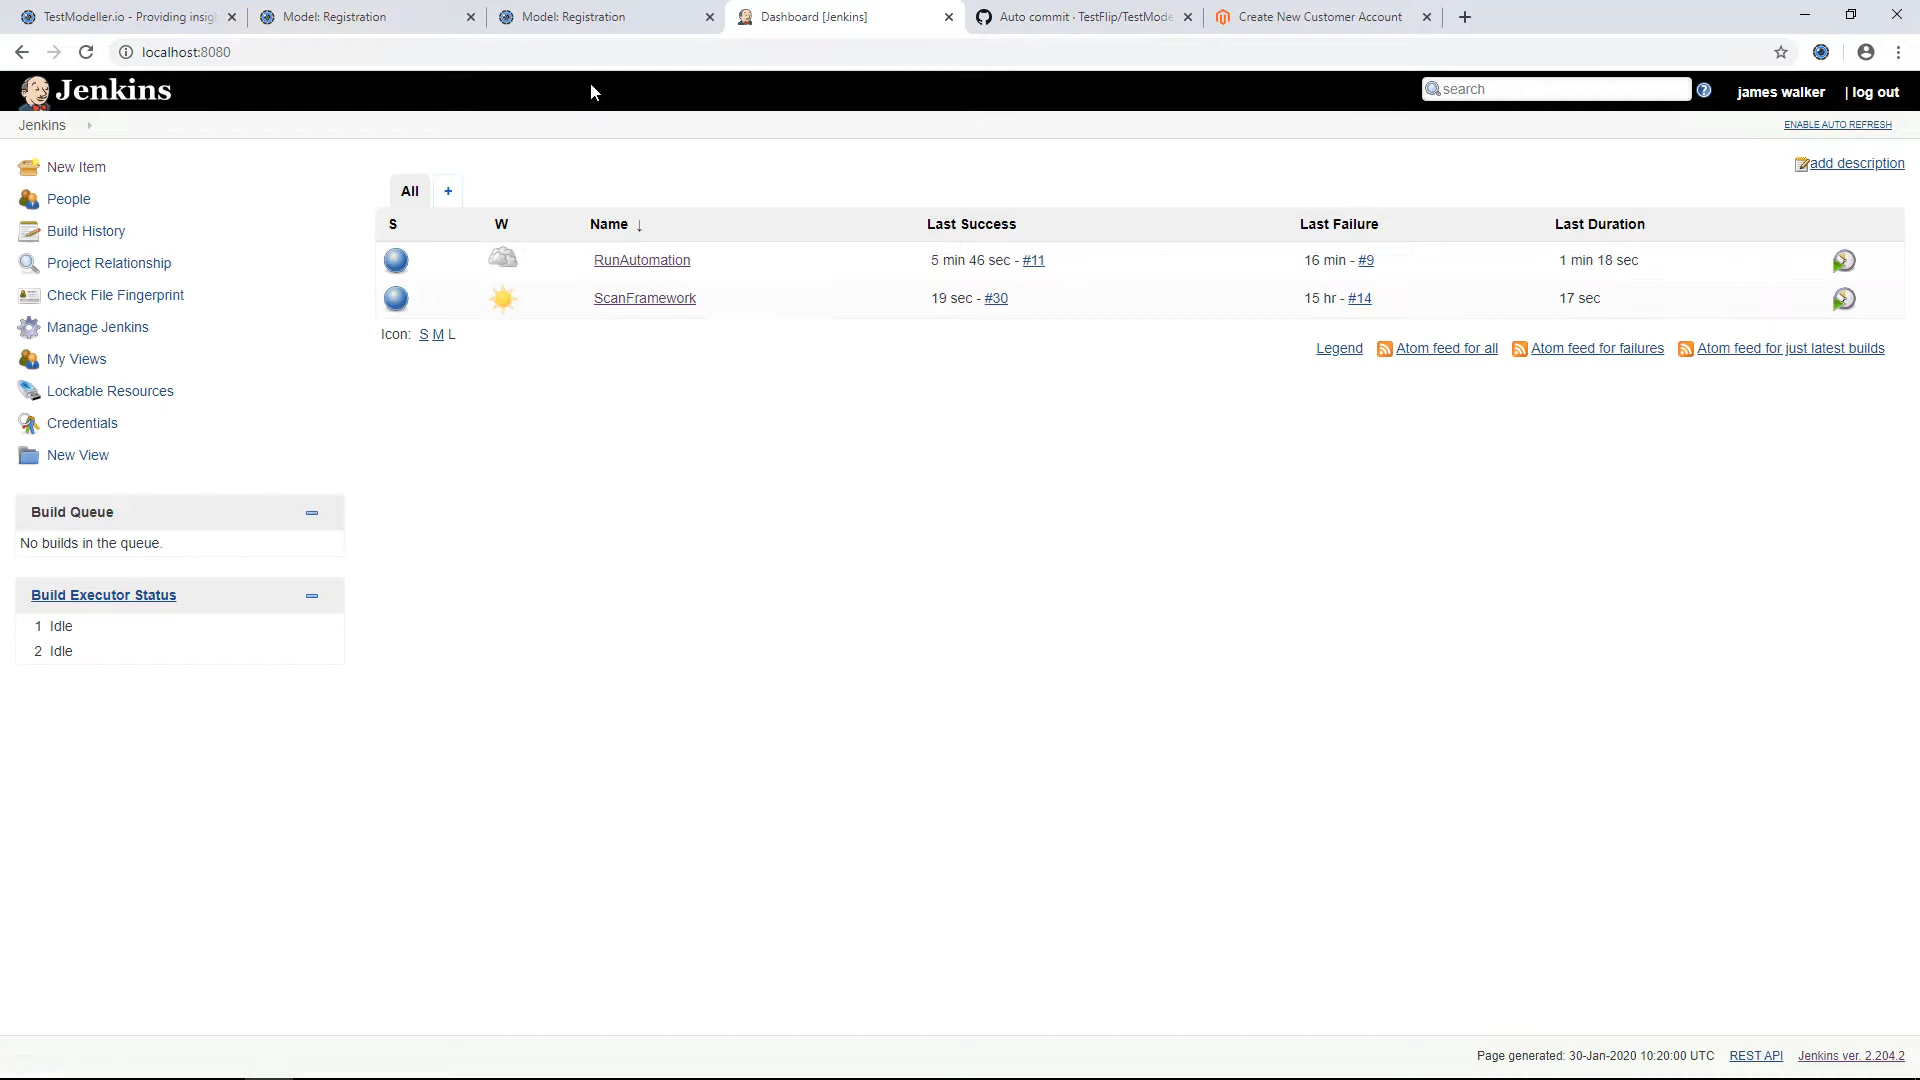 TestModeller.io - Providing insig
Model: Registration
Model: Registration
Dashboard [Jenkins]
Auto commit · TestFlip/TestMode
Create New Customer Account
localhost:8080
Jenkins
search
james walker
| log out
Jenkins
ENABLE AUTO REFRESH
New Item
People
Build History
Project Relationship
Check File Fingerprint
Manage Jenkins
My Views
Lockable Resources
Credentials
New View
add description
All
+
S W Name ↓ Last Success Last Failure Last Duration
RunAutomation 5 min 46 sec - #11 16 min - #9 1 min 18 sec
ScanFramework 19 sec - #30 15 hr - #14 17 sec
Icon: S M L
Legend Atom feed for all Atom feed for failures Atom feed for just latest builds
Build Queue
No builds in the queue.
Build Executor Status
1 Idle
2 Idle
Page generated: 30-Jan-2020 10:20:00 UTC REST API Jenkins ver. 2.204.2